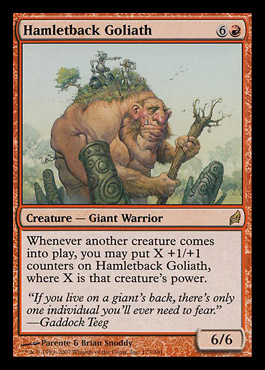 Hamletback Goliath 6
Creature — Giant Warrior
Whenever another creature comes
into play, you may put X +1/+1
counters on Hamletback Goliath,
where X is that creature's power.
“If you live on a giant's back, there's only
one individual you'll ever need to fear.”
—Gaddock Teeg
Parente & Brian Snoddy
6/6